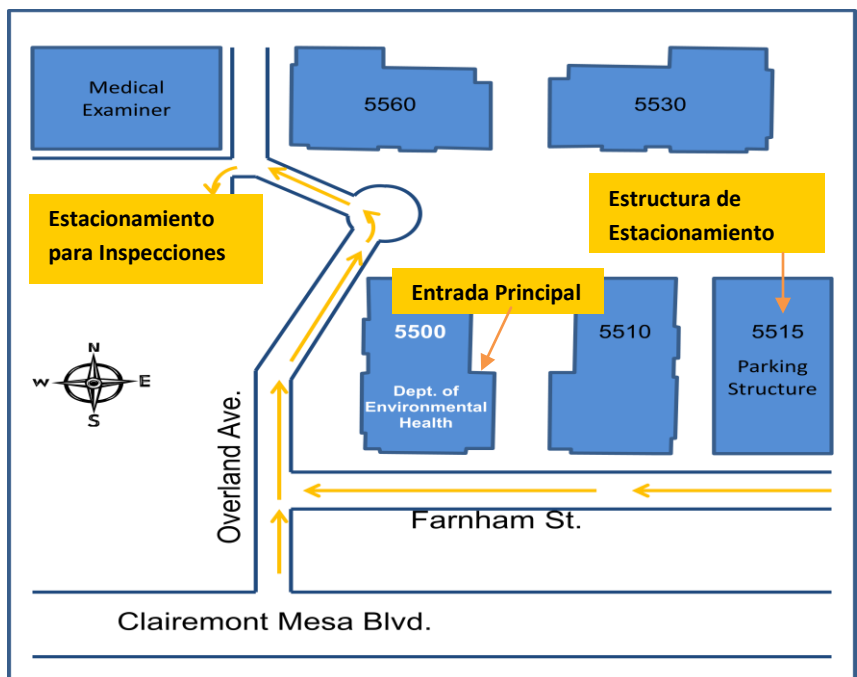 Medical
Examiner
5560
5530
Estacionamiento
para Inspecciones
Estructura de
Estacionamiento
Entrada Principal
5500
Dept. of
Environmental
Health
5510
5515
Parking
Structure
N
W
E
S
Overland Ave.
Farnham St.
Clairemont Mesa Blvd.